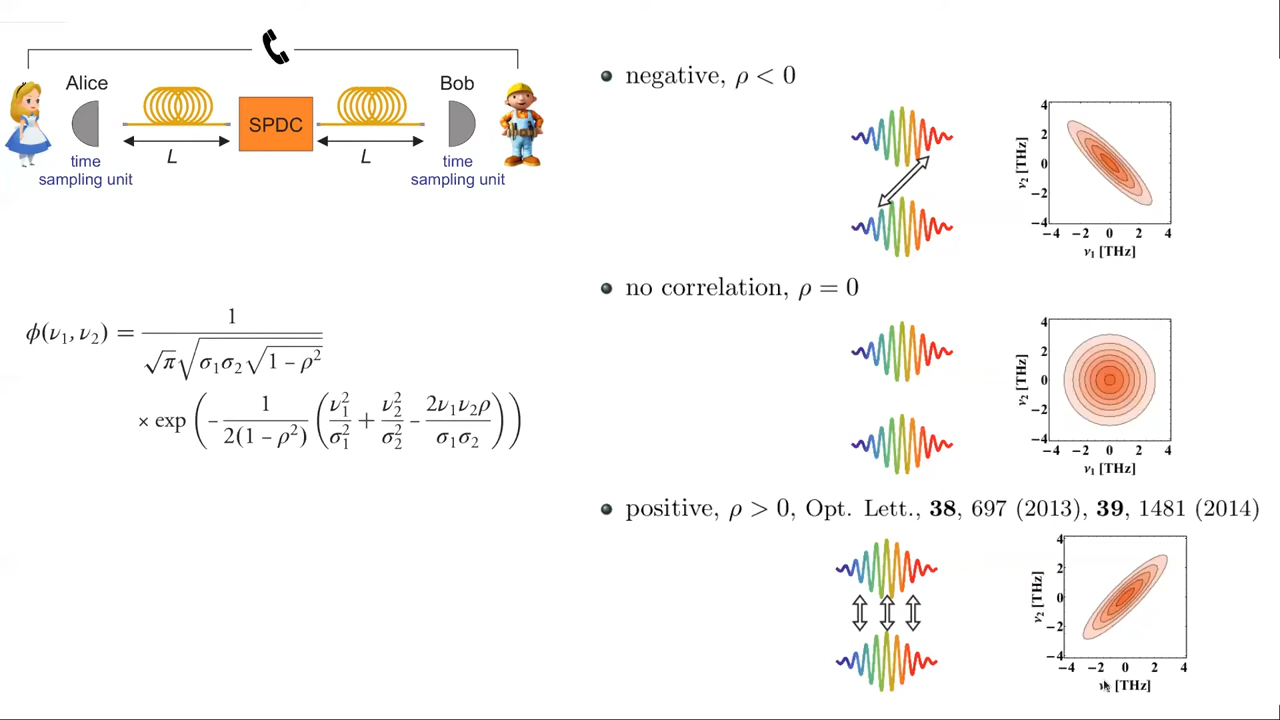 Alice
Bob
SPDC
L
L
time
sampling unit
time
sampling unit
ϕ(ν₁, ν₂) = 1 / (√π √(σ₁σ₂ √(1 – ρ²)))
× exp (– 1 / (2(1 – ρ²)) (ν₁²/σ₁² + ν₂²/σ₂² – 2ν₁ν₂ρ/(σ₁σ₂)))
negative, ρ < 0
4
2
0
−2
−4
ν₂ [THz]
−4 −2 0 2 4
ν₁ [THz]
no correlation, ρ = 0
4
2
0
−2
−4
ν₂ [THz]
−4 −2 0 2 4
ν₁ [THz]
positive, ρ > 0, Opt. Lett., 38, 697 (2013), 39, 1481 (2014)
4
2
0
−2
−4
ν₂ [THz]
−4 −2 0 2 4
[THz]